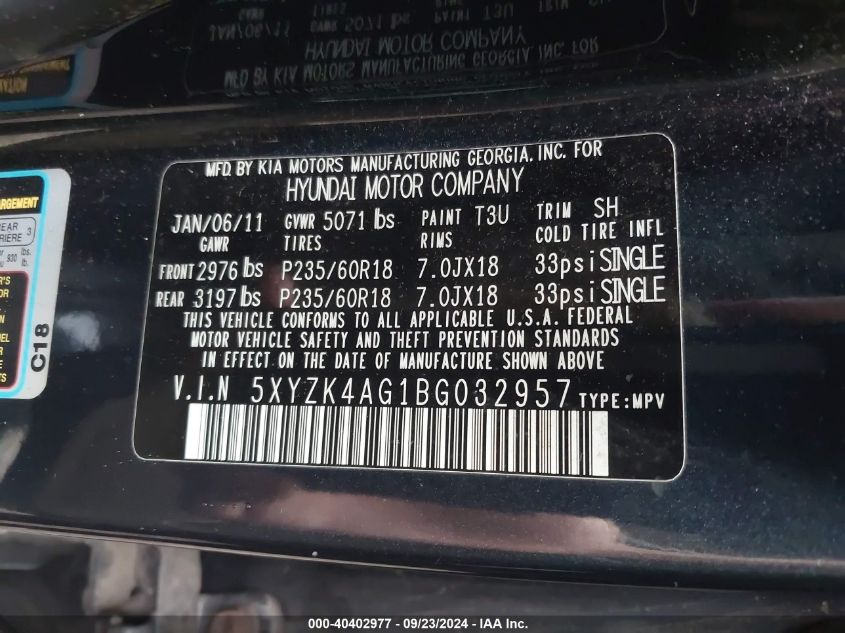 MFD. BY KIA MOTORS MANUFACTURING GEORGIA, INC. FOR
HYUNDAI MOTOR COMPANY
JAN/06/11 GVWR 5071 lbs PAINT T3U TRIM SH
GAWR TIRES RIMS COLD TIRE INFL
FRONT 2976 lbs P235/60R18 7.0JX18 33psi SINGLE
REAR 3197 lbs P235/60R18 7.0JX18 33psi SINGLE
THIS VEHICLE CONFORMS TO ALL APPLICABLE U.S.A. FEDERAL
MOTOR VEHICLE SAFETY AND THEFT PREVENTION STANDARDS
IN EFFECT ON THE DATE OF MANUFACTURE SHOWN ABOVE
V.I.N 5XYZK4AG1BG032957 TYPE:MPV
3
930 lbs.
C18
000-40402977 - 09/23/2024 - IAA Inc.